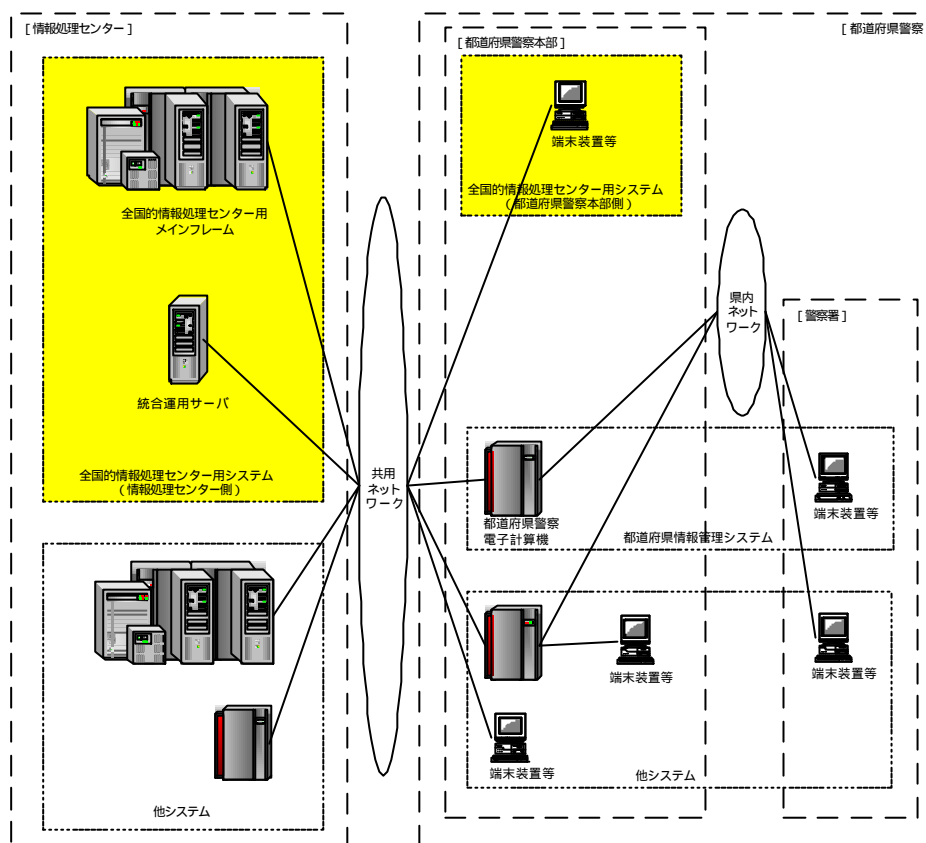 [ 情報処理センター ]
全国的情報処理センター用
メインフレーム
統合運用サーバ
全国的情報処理センター用システム
( 情報処理センター側 )
他システム
共用
ネット
ワーク
[ 都道府県警察
[ 都道府県警察本部 ]
端末装置等
全国的情報処理センター用システム
( 都道府県警察本部側 )
県内
ネット
ワーク
[ 警察署 ]
都道府県警察
電子計算機
端末装置等
都道府県情報管理システム
端末装置等
端末装置等
端末装置等
他システム